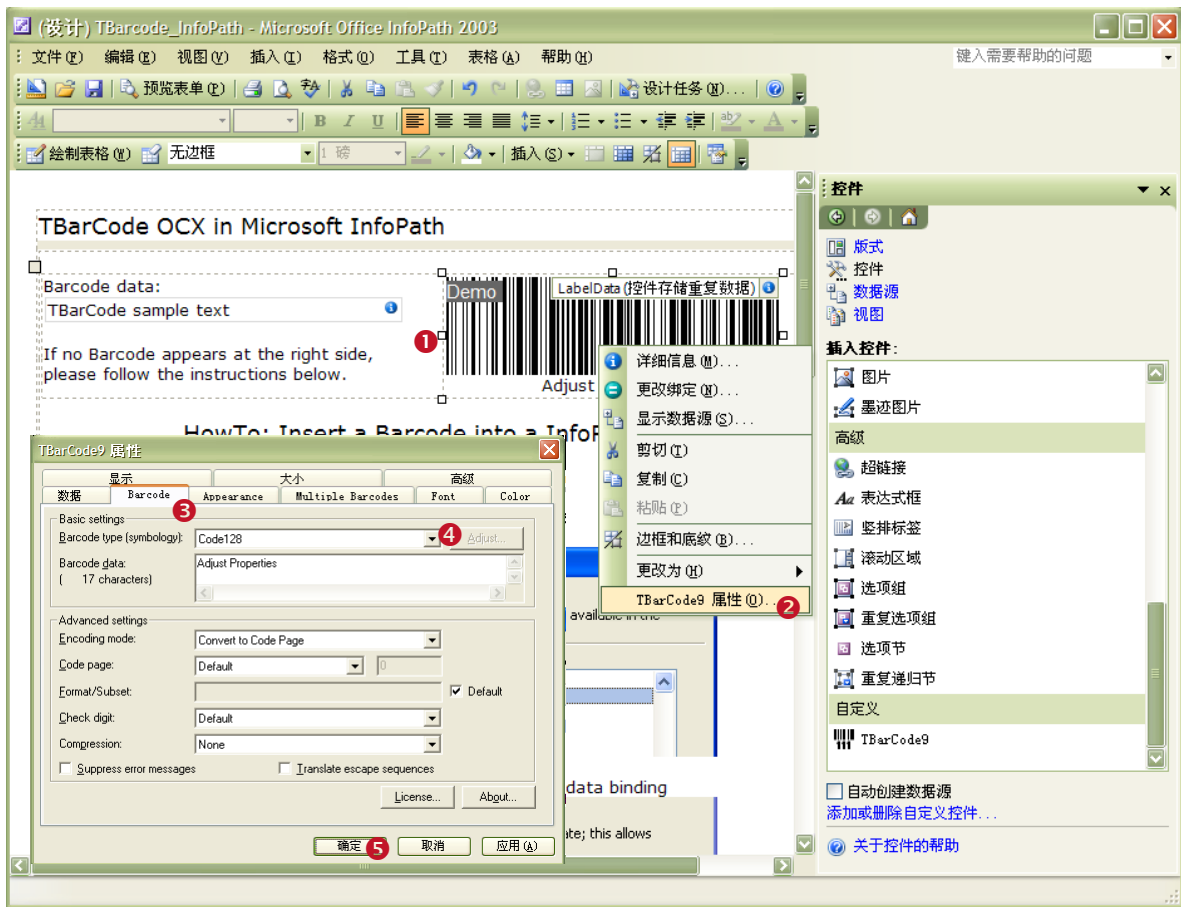 (设计) TBarcode_InfoPath - Microsoft Office InfoPath 2003
文件(F) 编辑(E) 视图(V) 插入(I) 格式(O) 工具(T) 表格(A) 帮助(H) 键入需要帮助的问题
预览表单(P) 设计任务(N)...
B I U
绘制表格(W) 无边框 1 磅 插入(S)
TBarCode OCX in Microsoft InfoPath
Barcode data:
TBarCode sample text
If no Barcode appears at the right side,
please follow the instructions below.
Demo
LabelData(控件存储重复数据)
Adjust
1
HowTo: Insert a Barcode into a InfoP
详细信息(M)...
更改绑定(N)...
显示数据源(S)...
剪切(T)
复制(C)
粘贴(P)
边框和底纹(B)...
更改为(H)
TBarCode9 属性(O)...
2
available in the
data binding
ate; this allows
TBarCode9 属性
显示 大小 高级
数据 Barcode Appearance Multiple Barcodes Font Color
3
Basic settings
Barcode type (symbology): Code128 4 Adjust...
Barcode data: Adjust Properties
( 17 characters)
Advanced settings
Encoding mode: Convert to Code Page
Code page: Default 0
Format/Subset: Default
Check digit: Default
Compression: None
Suppress error messages Translate escape sequences
License... About...
确定 5 取消 应用(A)
控件
版式
控件
数据源
视图
插入控件:
图片
墨迹图片
高级
超链接
Aa 表达式框
竖排标签
滚动区域
选项组
重复选项组
选项节
重复递归节
自定义
TBarCode9
自动创建数据源
添加或删除自定义控件...
关于控件的帮助